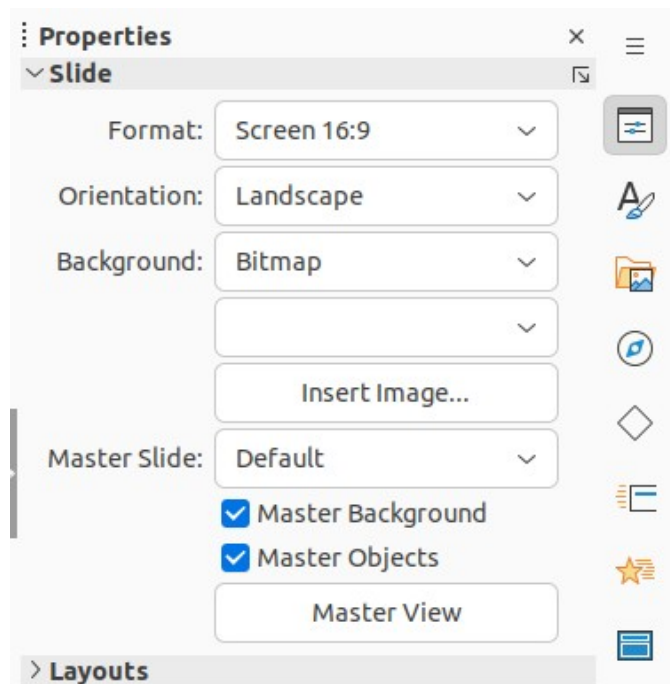 Properties
Slide
Format: Screen 16:9
Orientation: Landscape
Background: Bitmap
Insert Image...
Master Slide: Default
Master Background
Master Objects
Master View
Layouts